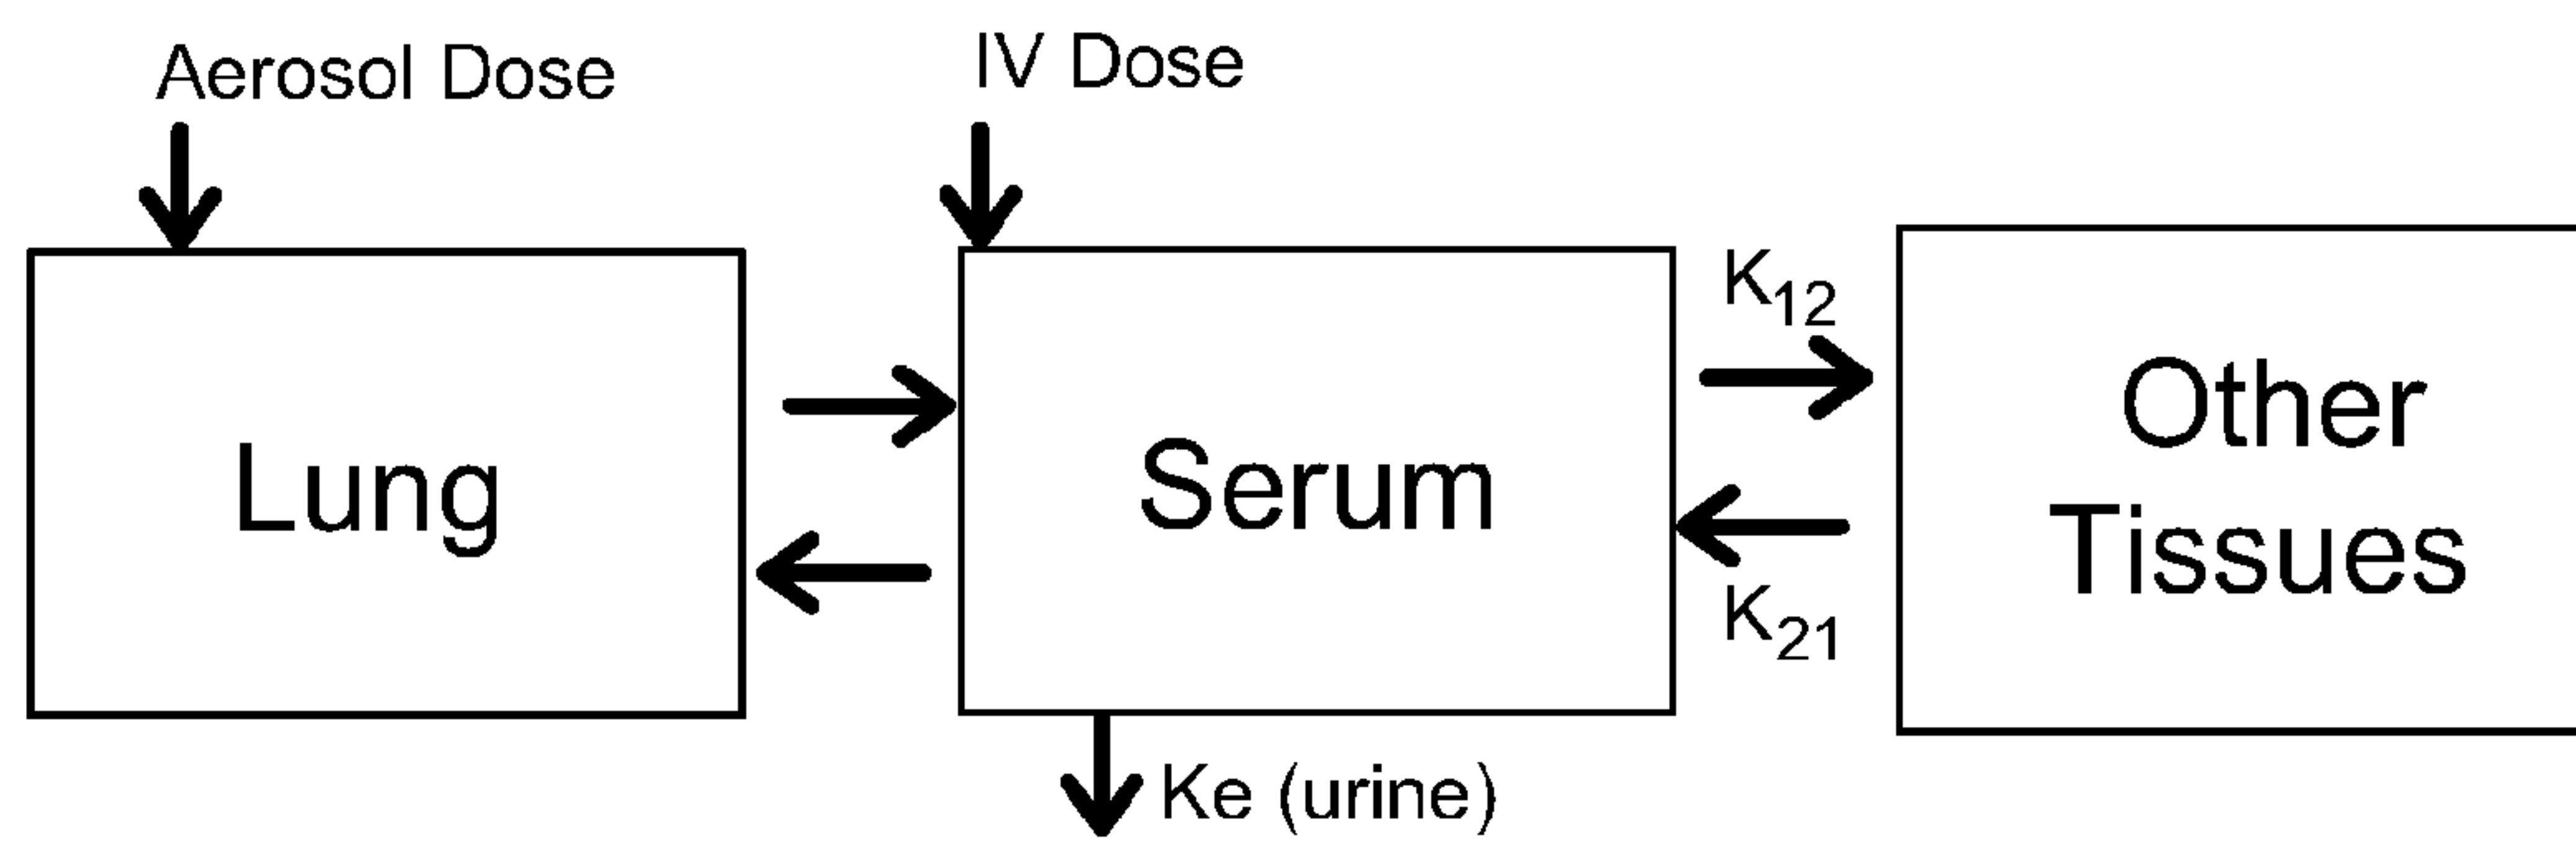 Aerosol Dose
IV Dose
Lung
Serum
K12
K21
Other
Tissues
Ke (urine)